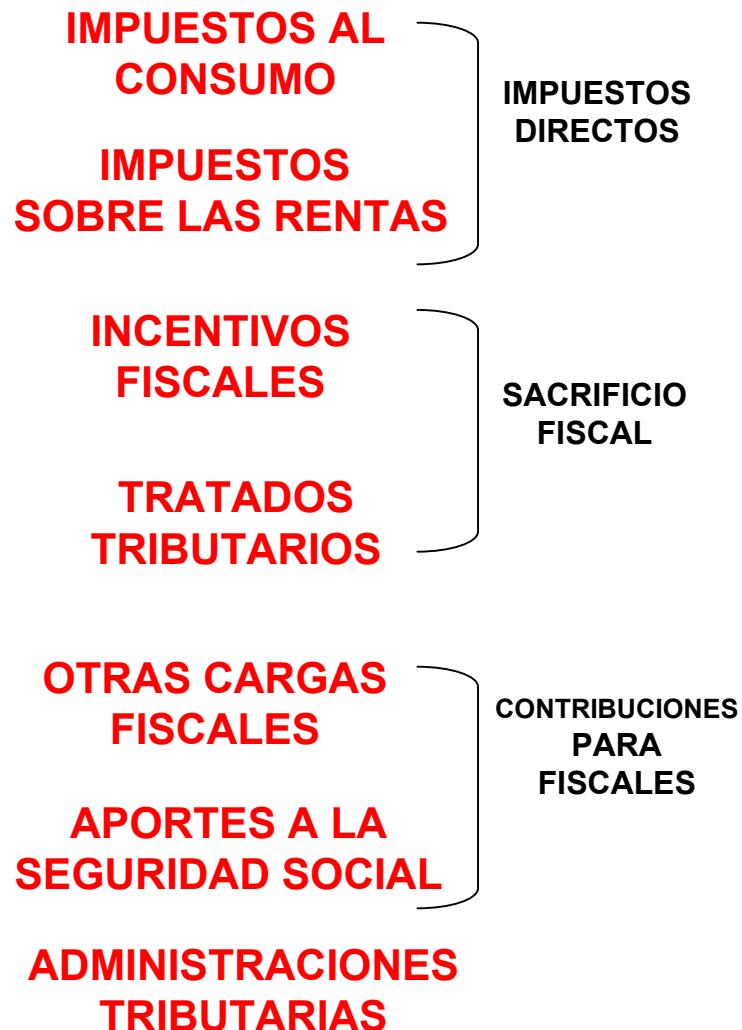 IMPUESTOS AL
CONSUMO
IMPUESTOS
SOBRE LAS RENTAS
IMPUESTOS
DIRECTOS
INCENTIVOS
FISCALES
TRATADOS
TRIBUTARIOS
SACRIFICIO
FISCAL
OTRAS CARGAS
FISCALES
APORTES A LA
SEGURIDAD SOCIAL
CONTRIBUCIONES
PARA
FISCALES
ADMINISTRACIONES
TRIBUTARIAS